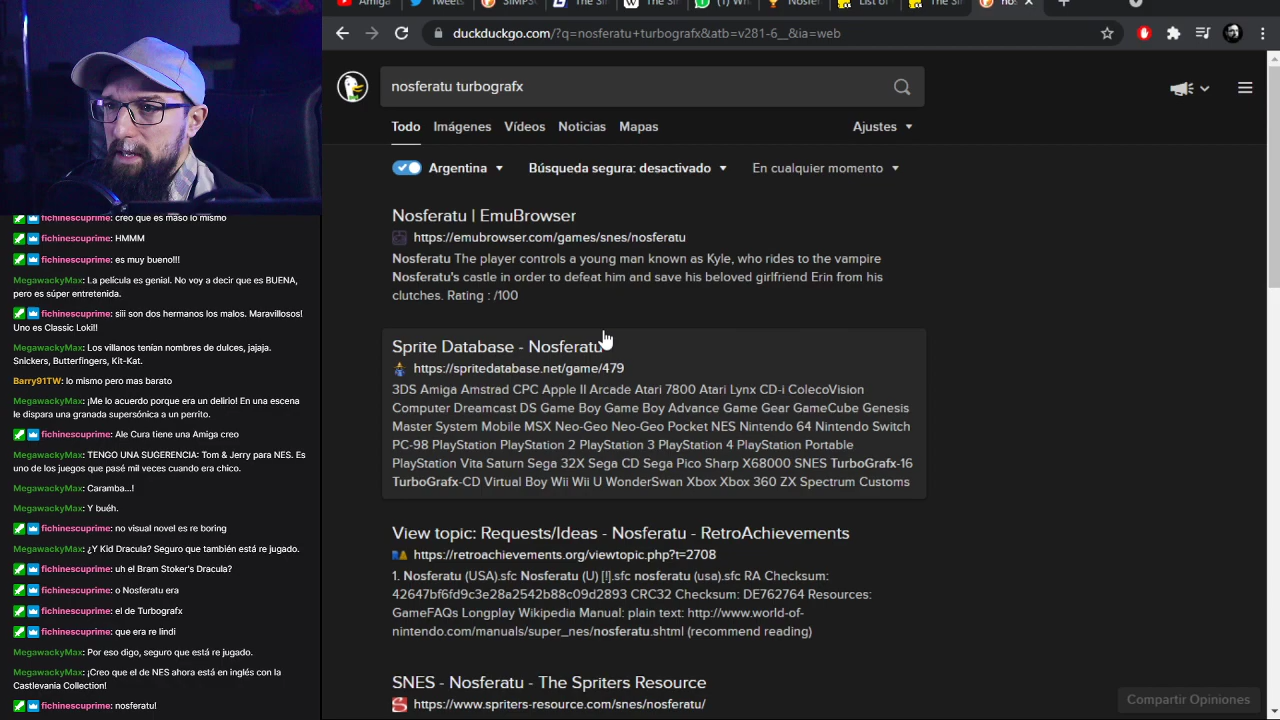 Amiga
Tweets
The Si
nos
duckduckgo.com/?q=nosferatu+turbografx&atb=v281-6__&ia=web
nosferatu turbografx
Todo Imágenes Vídeos Noticias Mapas Ajustes
Argentina Búsqueda segura: desactivado En cualquier momento
Nosferatu | EmuBrowser
https://emubrowser.com/games/snes/nosferatu
Nosferatu The player controls a young man known as Kyle, who rides to the vampire
Nosferatu's castle in order to defeat him and save his beloved girlfriend Erin from his
clutches. Rating : /100
Sprite Database - Nosferatu
https://spritedatabase.net/game/479
3DS Amiga Amstrad CPC Apple II Arcade Atari 7800 Atari Lynx CD-i ColecoVision
Computer Dreamcast DS Game Boy Game Boy Advance Game Gear GameCube Genesis
Master System Mobile MSX Neo-Geo Neo-Geo Pocket NES Nintendo 64 Nintendo Switch
PC-98 PlayStation PlayStation 2 PlayStation 3 PlayStation 4 PlayStation Portable
PlayStation Vita Saturn Sega 32X Sega CD Sega Pico Sharp X68000 SNES TurboGrafx-16
TurboGrafx-CD Virtual Boy Wii Wii U WonderSwan Xbox Xbox 360 ZX Spectrum Customs
View topic: Requests/Ideas - Nosferatu - RetroAchievements
https://retroachievements.org/viewtopic.php?t=2708
1. Nosferatu (USA).sfc Nosferatu (U) [!].sfc nosferatu (usa).sfc RA Checksum:
42647bf6fd9c3e28a2542b88c09d2893 CRC32 Checksum: DE762764 Resources:
GameFAQs Longplay Wikipedia Manual: plain text: http://www.world-of-
nintendo.com/manuals/super_nes/nosferatu.shtml (recommend reading)
SNES - Nosferatu - The Spriters Resource
https://www.spriters-resource.com/snes/nosferatu/
Compartir Opiniones
fichinescuprime: creo que es maso lo mismo
fichinescuprime: HMMM
fichinescuprime: es muy bueno!!!
MegawackyMax: La película es genial. No voy a decir que es BUENA,
pero es súper entretenida.
fichinescuprime: siii son dos hermanos los malos. Maravillosos!
Uno es Classic Loki!!
MegawackyMax: Los villanos tenían nombres de dulces, jajaja.
Snickers, Butterfingers, Kit-Kat.
Barry91TW: lo mismo pero mas barato
MegawackyMax: ¡Me lo acuerdo porque era un delirio! En una escena
le dispara una granada supersónica a un perrito.
fichinescuprime: Ale Cura tiene una Amiga creo
MegawackyMax: TENGO UNA SUGERENCIA: Tom & Jerry para NES. Es
uno de los juegos que pasé mil veces cuando era chico.
MegawackyMax: Caramba...!
MegawackyMax: Y buéh.
fichinescuprime: no visual novel es re boring
MegawackyMax: ¿Y Kid Dracula? Seguro que también está re jugado.
fichinescuprime: uh el Bram Stoker's Dracula?
fichinescuprime: o Nosferatu era
fichinescuprime: el de Turbografx
fichinescuprime: que era re lindi
MegawackyMax: Por eso digo, seguro que está re jugado.
MegawackyMax: ¡Creo que el de NES ahora está en inglés con la
Castlevania Collection!
fichinescuprime: nosferatu!